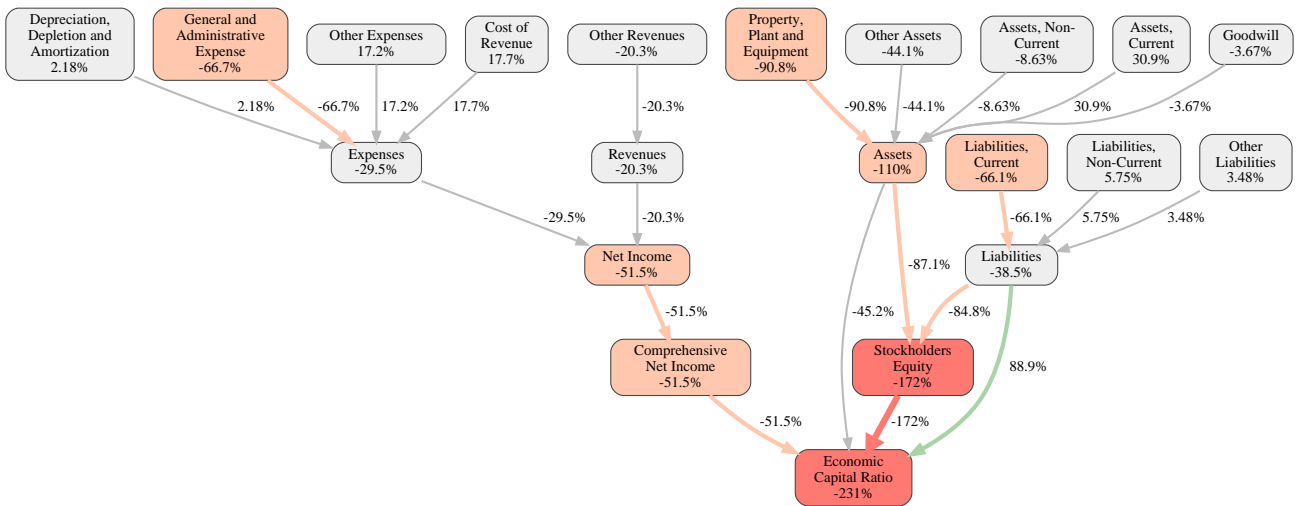 Depreciation,
Depletion and
Amortization
2.18%
General and
Administrative
Expense
-66.7%
Other Expenses
17.2%
Cost of
Revenue
17.7%
Other Revenues
-20.3%
Property,
Plant and
Equipment
-90.8%
Other Assets
-44.1%
Assets, Non-
Current
-8.63%
Assets,
Current
30.9%
Goodwill
-3.67%
2.18%
-66.7%
17.2%
17.7%
-20.3%
-90.8%
-44.1%
-8.63%
30.9%
-3.67%
Expenses
-29.5%
Revenues
-20.3%
Assets
-110%
Liabilities,
Current
-66.1%
Liabilities,
Non-Current
5.75%
Other
Liabilities
3.48%
-29.5%
-20.3%
-66.1%
5.75%
3.48%
Net Income
-51.5%
-87.1%
Liabilities
-38.5%
-51.5%
-45.2%
-84.8%
Comprehensive
Net Income
-51.5%
Stockholders
Equity
-172%
88.9%
-51.5%
-172%
Economic
Capital Ratio
-231%